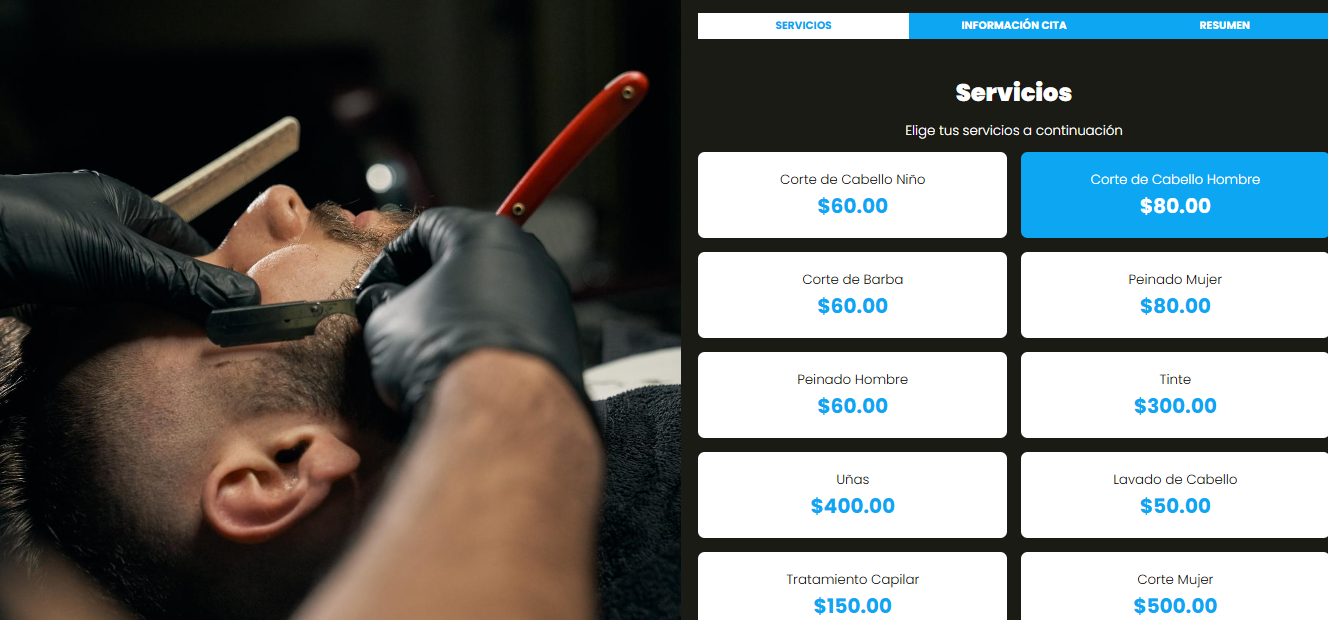 SERVICIOS INFORMACIÓN CITA RESUMEN
Servicios
Elige tus servicios a continuación
Corte de Cabello Niño
$60.00
Corte de Cabello Hombre
$80.00
Corte de Barba
$60.00
Peinado Mujer
$80.00
Peinado Hombre
$60.00
Tinte
$300.00
Uñas
$400.00
Lavado de Cabello
$50.00
Tratamiento Capilar
$150.00
Corte Mujer
$500.00